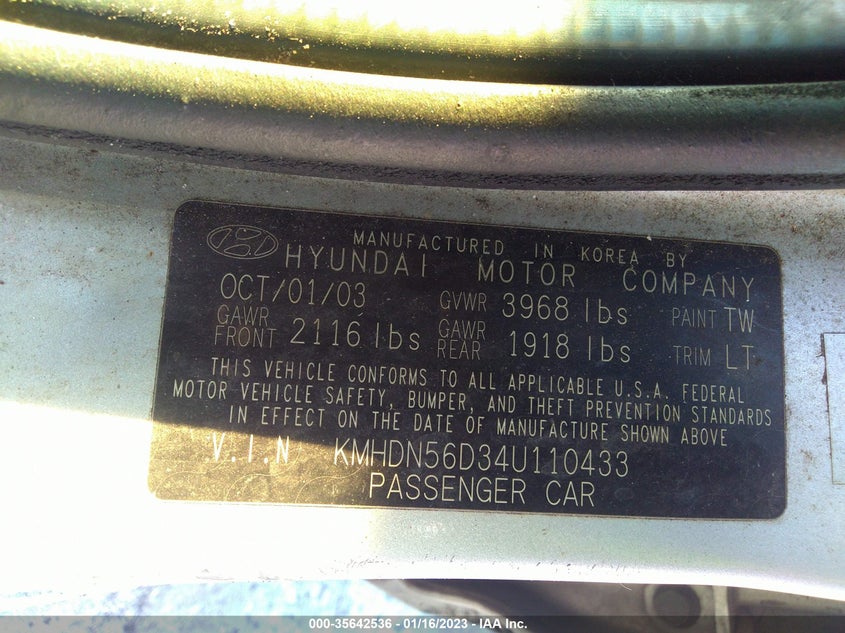 MANUFACTURED IN KOREA BY
HYUNDAI MOTOR COMPANY
OCT/01/03 GVWR 3968 lbs PAINT TW
GAWR FRONT 2116 lbs GAWR REAR 1918 lbs TRIM LT
THIS VEHICLE CONFORMS TO ALL APPLICABLE U.S.A. FEDERAL
MOTOR VEHICLE SAFETY, BUMPER, AND THEFT PREVENTION STANDARDS
IN EFFECT ON THE DATE OF MANUFACTURE SHOWN ABOVE
V.I.N KMHDN56D34U110433
PASSENGER CAR
000-35642536 - 01/16/2023 - IAA Inc.